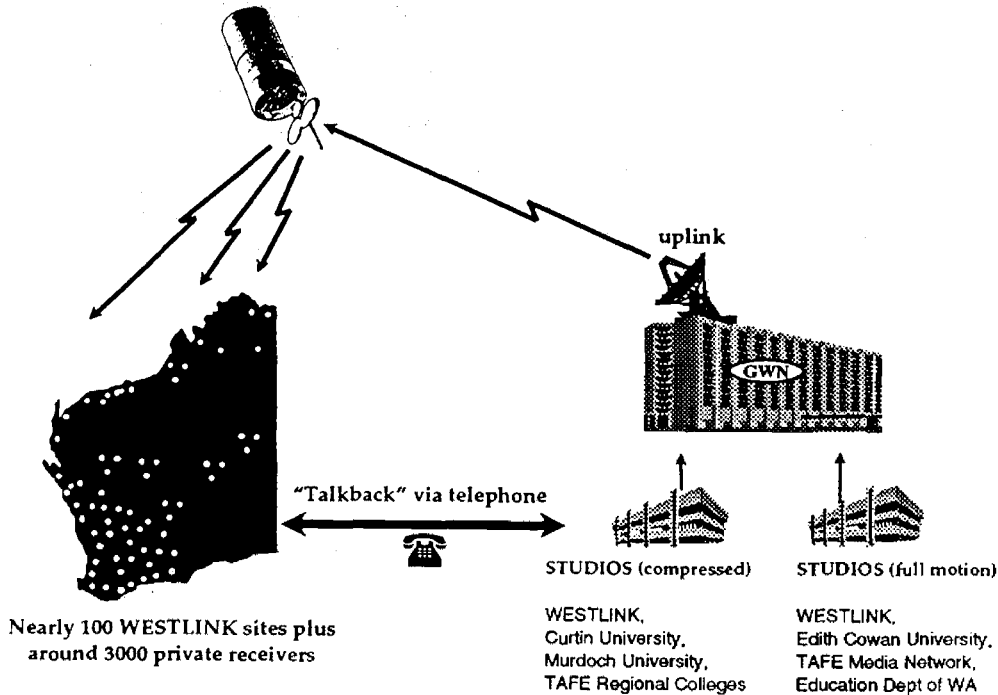 uplink
GWN
"Talkback" via telephone
STUDIOS (compressed)
STUDIOS (full motion)
WESTLINK,
Curtin University,
Murdoch University,
TAFE Regional Colleges
WESTLINK,
Edith Cowan University,
TAFE Media Network,
Education Dept of WA
Nearly 100 WESTLINK sites plus
around 3000 private receivers